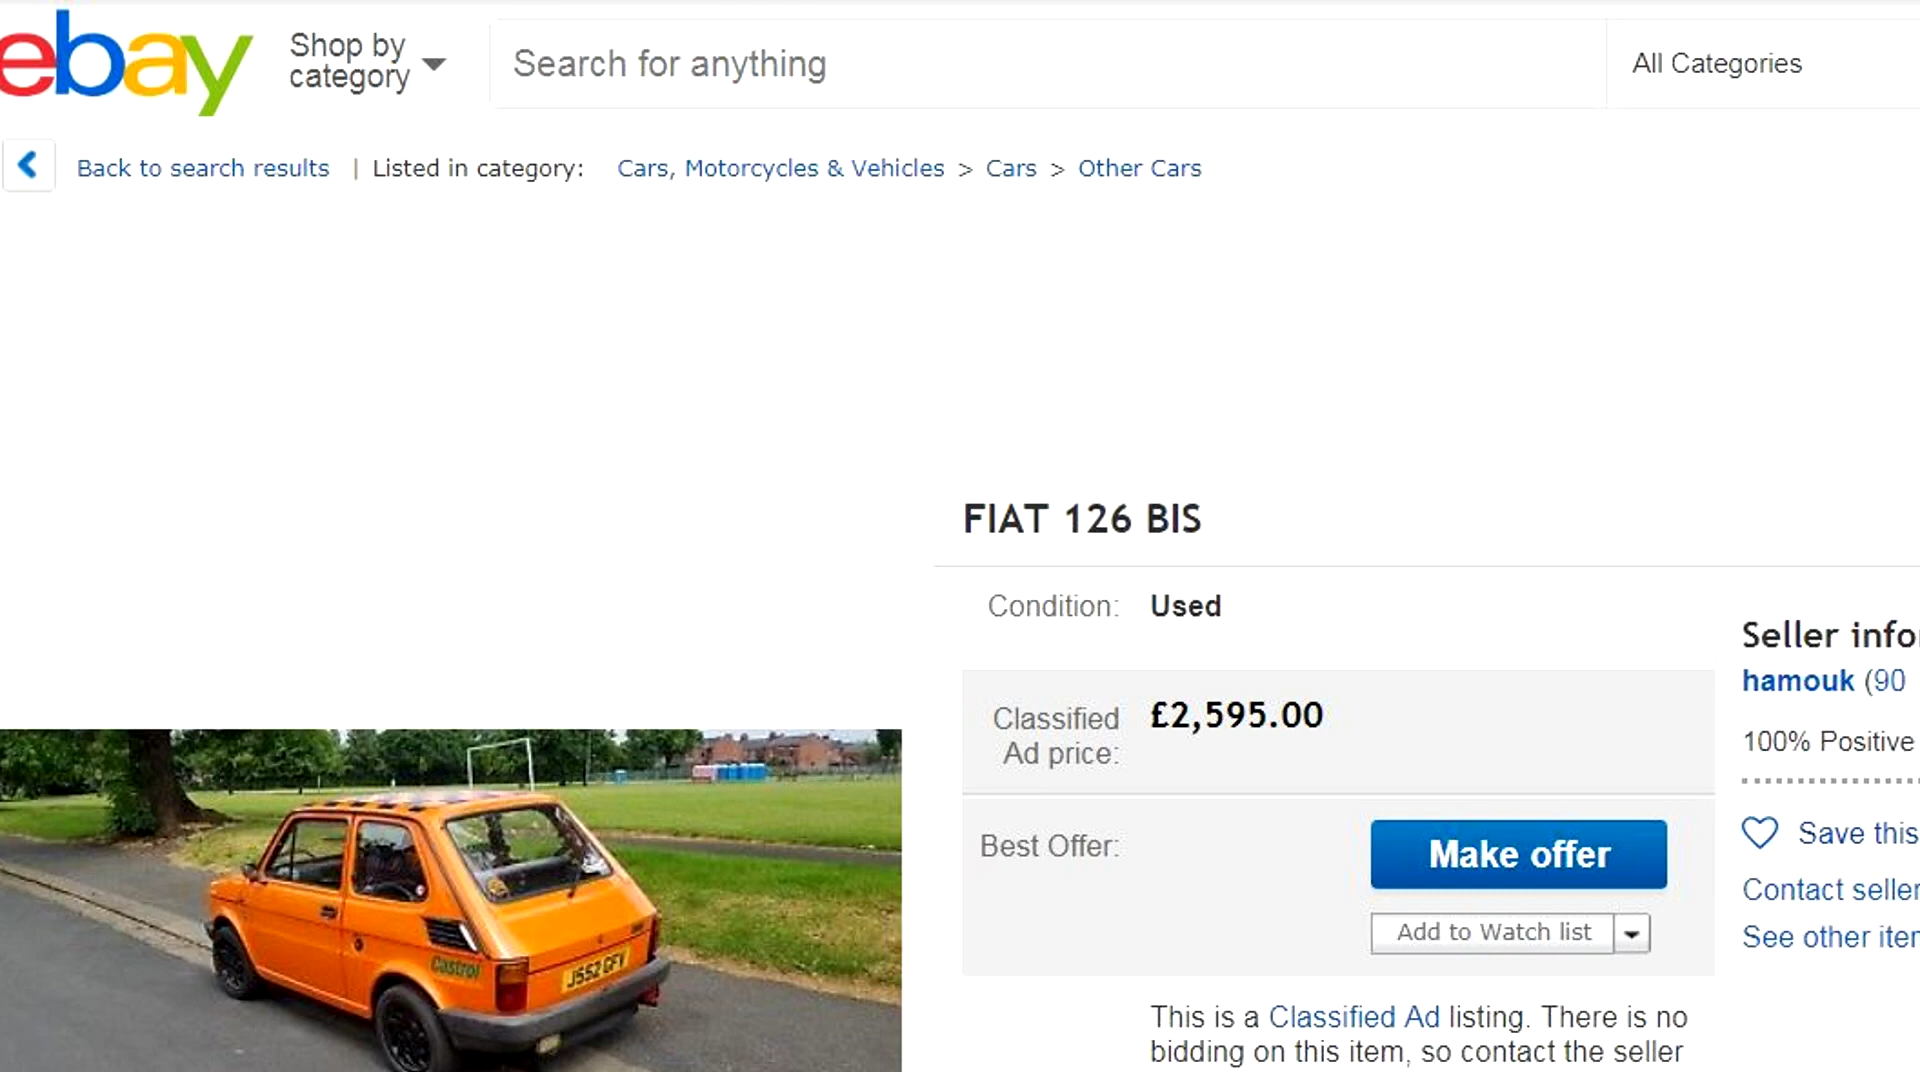 ebay
Shop by
category
Search for anything
All Categories
Back to search results | Listed in category: Cars, Motorcycles & Vehicles > Cars > Other Cars
FIAT 126 BIS
Condition: Used
Seller info
hamouk (90
100% Positive
Classified
Ad price:
£2,595.00
Best Offer:
Make offer
Save this
Contact seller
Add to Watch list
See other iter
This is a Classified Ad listing. There is no
bidding on this item, so contact the seller
Castrol
J552 GFV